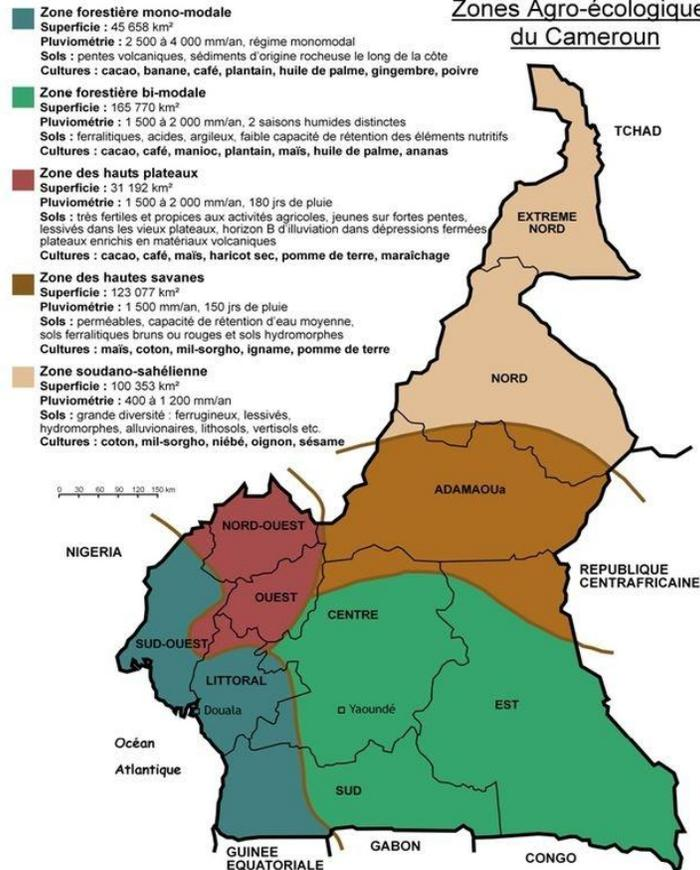 Zones Agro-écologique
du Cameroun
Zone forestière mono-modale
Superficie : 45 658 km²
Pluviométrie : 2 500 à 4 000 mm/an, régime monomodal
Sols : pentes volcaniques, sédiments d'origine rocheuse le long de la côte
Cultures : cacao, banane, café, plantain, huile de palme, gingembre, poivre
Zone forestière bi-modale
Superficie : 165 770 km²
Pluviométrie : 1 500 à 2 000 mm/an, 2 saisons humides distinctes
Sols : ferralitiques, acides, argileux, faible capacité de rétention des éléments nutritifs
Cultures : cacao, café, manioc, plantain, maïs, huile de palme, ananas
Zone des hauts plateaux
Superficie : 31 192 km²
Pluviométrie : 1 500 à 2 000 mm/an, 180 jrs de pluie
Sols : très fertiles et propices aux activités agricoles, jeunes sur fortes pentes,
lessivés dans les vieux plateaux, horizon B d'illuviation dans dépressions fermées
plateaux enrichis en matériaux volcaniques
Cultures : cacao, café, maïs, haricot sec, pomme de terre, maraîchage
Zone des hautes savanes
Superficie : 123 077 km²
Pluviométrie : 1 500 mm/an, 150 jrs de pluie
Sols : perméables, capacité de rétention d'eau moyenne,
sols ferralitiques bruns ou rouges et sols hydromorphes
Cultures : maïs, coton, mil-sorgho, igname, pomme de terre
Zone soudano-sahélienne
Superficie : 100 353 km²
Pluviométrie : 400 à 1 200 mm/an
Sols : grande diversité : ferrugineux, lessivés,
hydromorphes, alluvionaires, lithosols, vertisols etc.
Cultures : coton, mil-sorgho, niébé, oignon, sésame
0 30 60 90 120 150 km
TCHAD
EXTREME
NORD
NORD
ADAMAOUa
NORD-OUEST
NIGERIA
REPUBLIQUE
CENTRAFRICAINE
OUEST
CENTRE
SUD-OUEST
LITTORAL
EST
Douala
Yaoundé
Océan
Atlantique
SUD
GUINEE
EQUATORIALE
GABON
CONGO